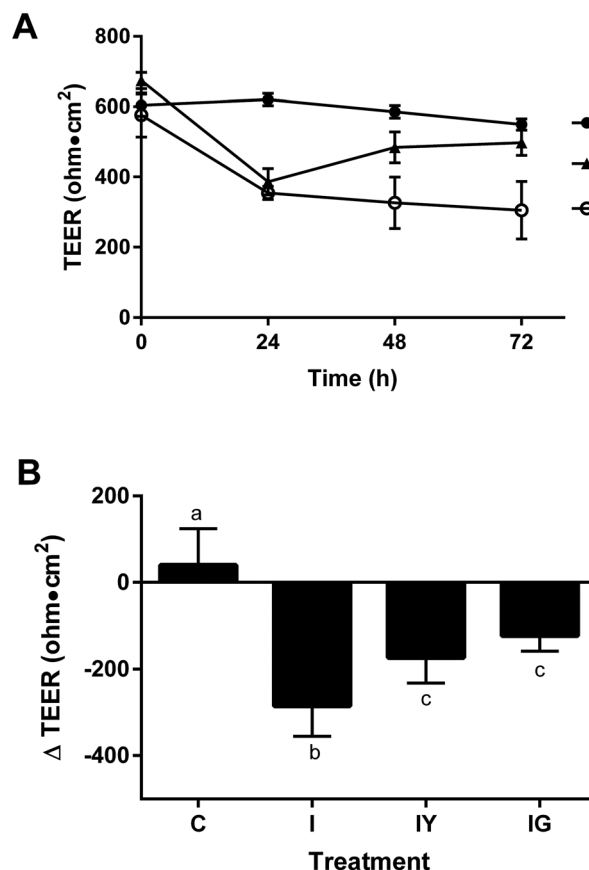 A
800
600
400
200
0
TEER (ohm•cm²)
0 24 48 72
Time (h)
B
200
0
-200
-400
Δ TEER (ohm•cm²)
a
b
c
c
C I IY IG
Treatment